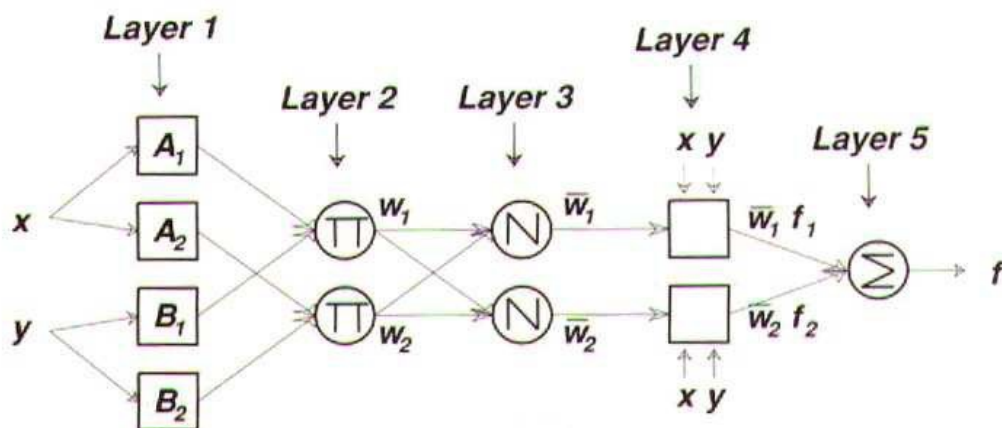 Layer 1
Layer 2
Layer 3
Layer 4
Layer 5
x
y
A₁
A₂
B₁
B₂
Π
Π
w₁
w₂
N
N
w̅₁
w̅₂
x y
x y
w̅₁ f₁
w̅₂ f₂
Σ
f